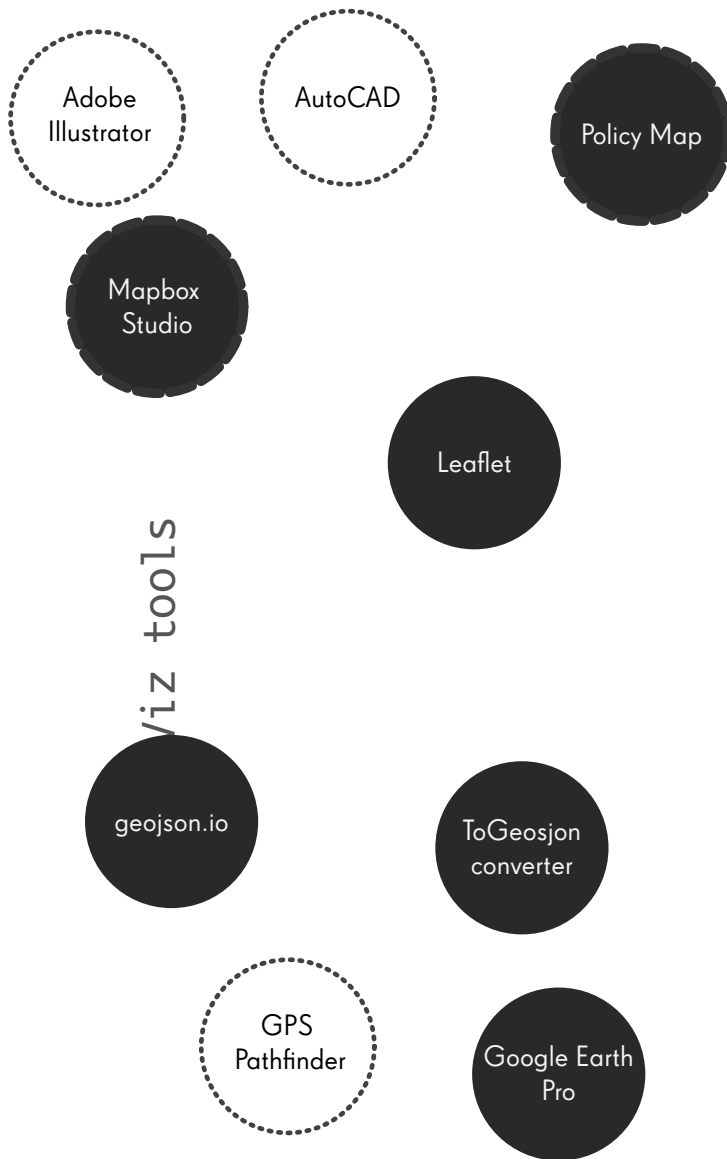 Adobe
Illustrator
AutoCAD
Policy Map
Mapbox
Studio
Leaflet
Viz tools
geojson.io
ToGeosjon
converter
GPS
Pathfinder
Google Earth
Pro